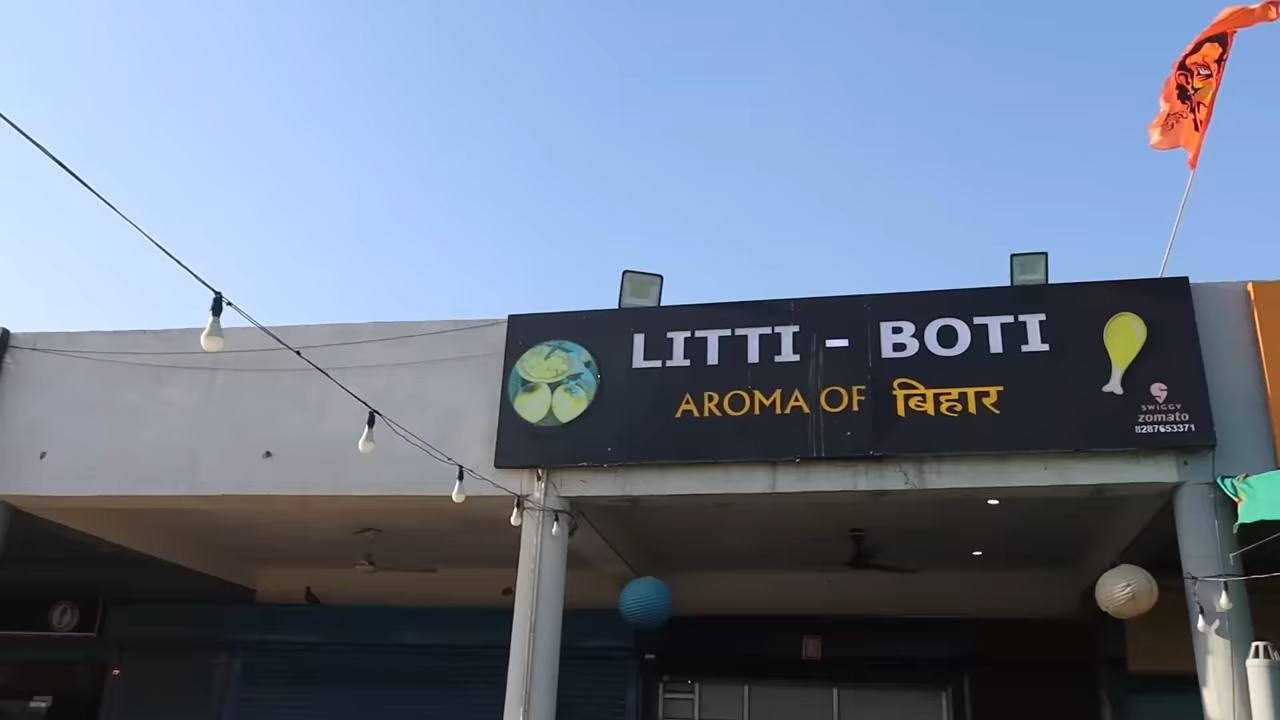 LITTI - BOTI
AROMA OF बिहार
SWIGGY
zomato
8287653371